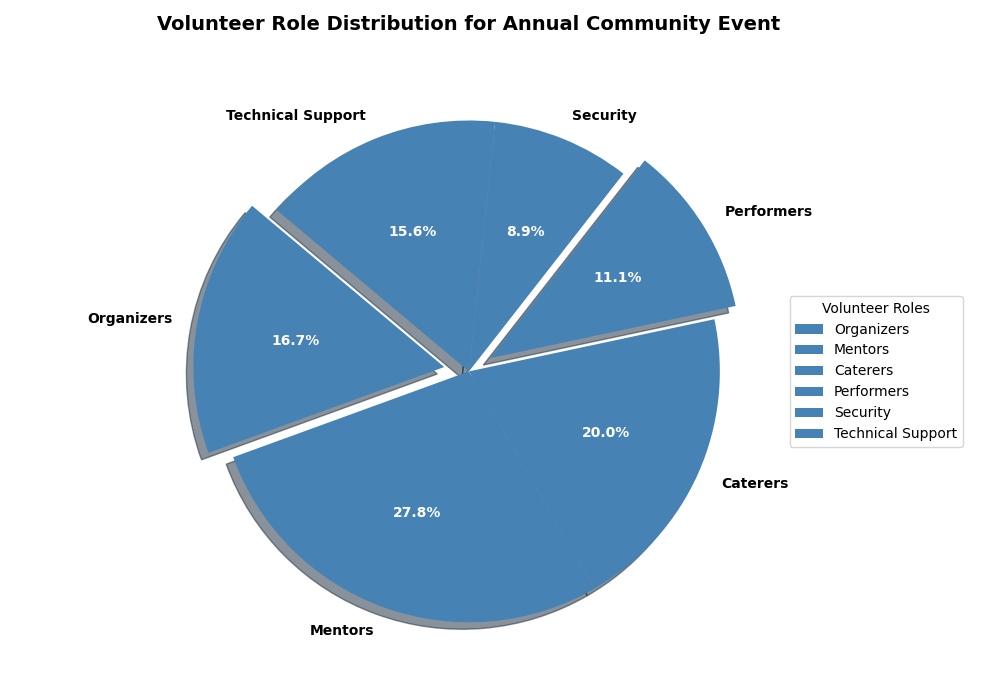 Volunteer Role Distribution for Annual Community Event
Technical Support
Security
Performers
15.6%
8.9%
11.1%
Organizers
16.7%
Volunteer Roles
Organizers
Mentors
Caterers
Performers
Security
Technical Support
20.0%
Caterers
27.8%
Mentors